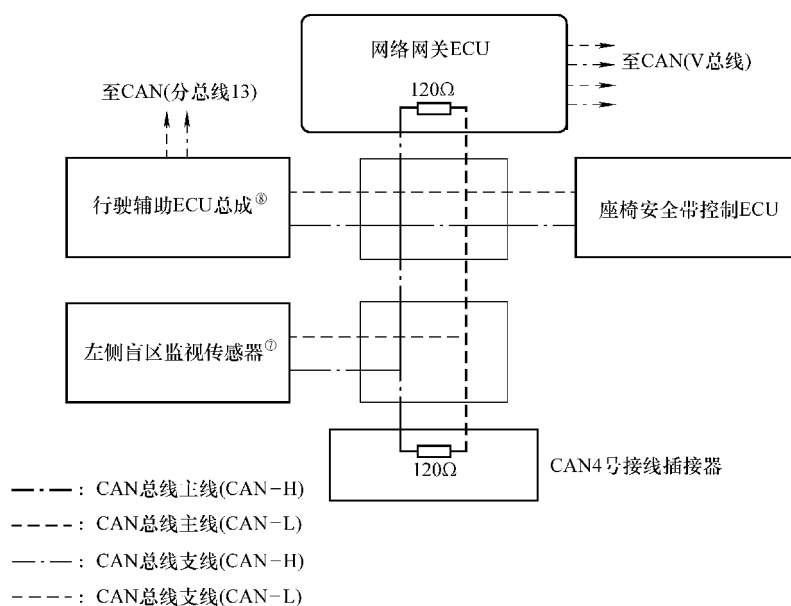 网络网关ECU
120Ω
至CAN(V总线)
至CAN(分总线13)
行驶辅助ECU总成⑧
座椅安全带控制ECU
左侧盲区监视传感器⑦
120Ω
CAN4号接线插接器
：CAN总线主线(CAN-H)
：CAN总线主线(CAN-L)
：CAN总线支线(CAN-H)
：CAN总线支线(CAN-L)